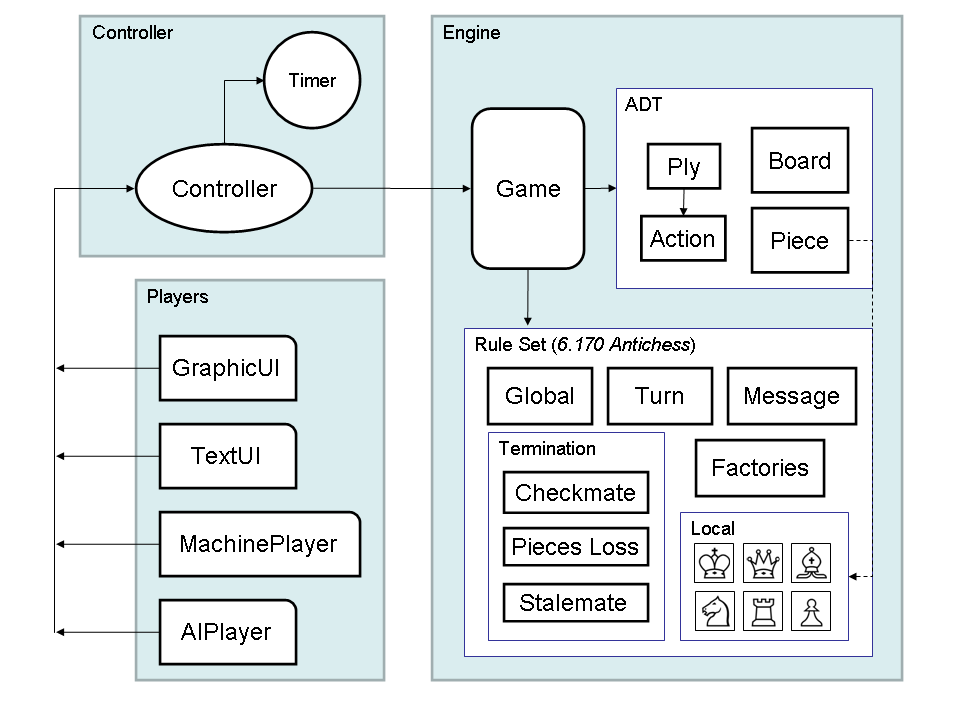 Controller
Timer
Controller
Players
GraphicUI
TextUI
MachinePlayer
AIPlayer
Engine
Game
ADT
Ply
Action
Board
Piece
Rule Set (6.170 Antichess)
Global
Turn
Message
Termination
Checkmate
Pieces Loss
Stalemate
Factories
Local